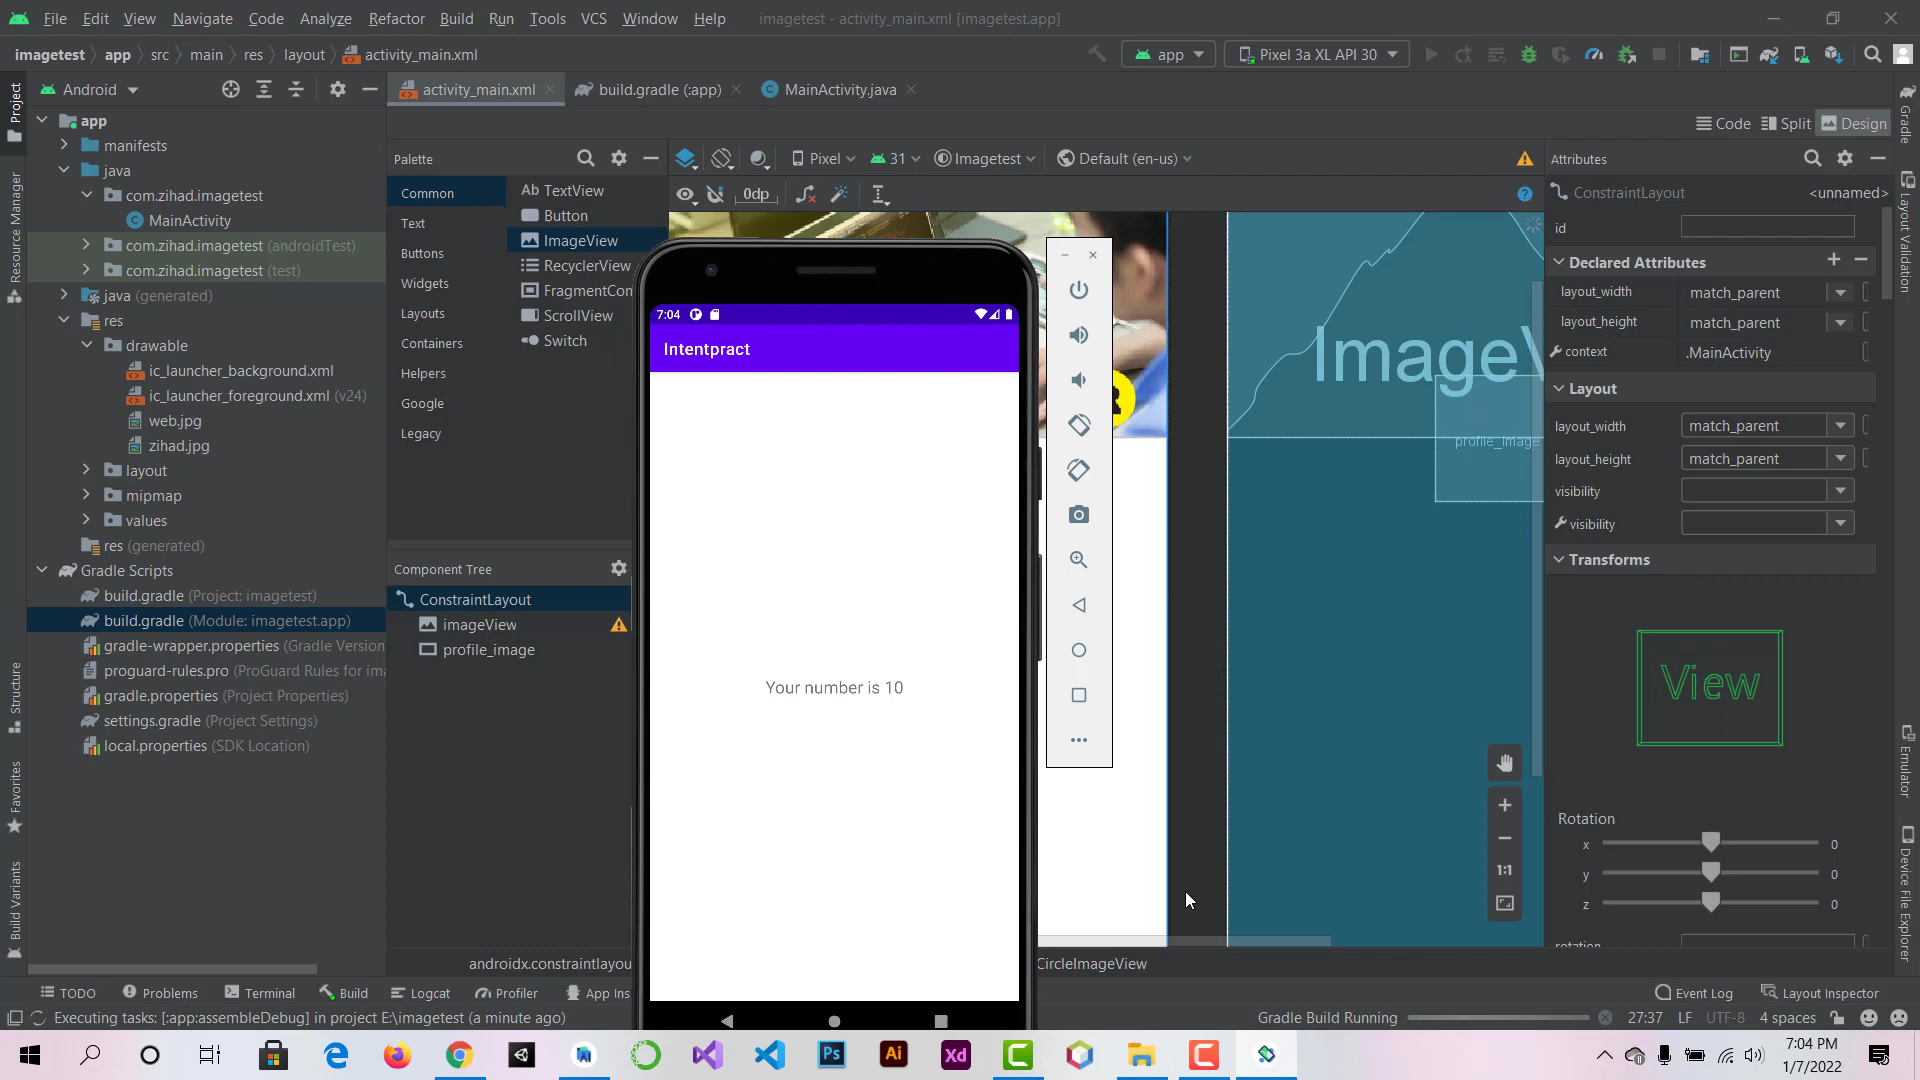 File Edit View Navigate Code Analyze Refactor Build Run Tools VCS Window Help imagetest - activity_main.xml [imagetest.app]
imagetest app src main res layout activity_main.xml app Pixel 3a XL API 30
Android activity_main.xml build.gradle (:app) MainActivity.java
Code Split Design
Project
Resource Manager
Structure
Favorites
Build Variants
app
manifests
java
com.zihad.imagetest
MainActivity
com.zihad.imagetest (androidTest)
com.zihad.imagetest (test)
java (generated)
res
drawable
ic_launcher_background.xml
ic_launcher_foreground.xml (v24)
web.jpg
zihad.jpg
layout
mipmap
values
res (generated)
Gradle Scripts
build.gradle (Project: imagetest)
build.gradle (Module: imagetest.app)
gradle-wrapper.properties (Gradle Version
proguard-rules.pro (ProGuard Rules for ima
gradle.properties (Project Properties)
settings.gradle (Project Settings)
local.properties (SDK Location)
Palette
Common
Text
Buttons
Widgets
Layouts
Containers
Helpers
Google
Legacy
Ab TextView
Button
ImageView
RecyclerView
FragmentCon
ScrollView
Switch
Component Tree
ConstraintLayout
imageView
profile_image
Pixel 31 Imagetest Default (en-us)
0dp
7:04
Intentpract
Your number is 10
ImageV
profile_image
1:1
Attributes
ConstraintLayout <unnamed>
id
Declared Attributes
layout_width match_parent
layout_height match_parent
context .MainActivity
Layout
layout_width match_parent
layout_height match_parent
visibility
visibility
Transforms
View
Rotation
x 0
y 0
z 0
rotation
Gradle
Layout Validation
Emulator
Device File Explorer
androidx.constraintlayou CircleImageView
TODO Problems Terminal Build Logcat Profiler App Ins Event Log Layout Inspector
Executing tasks: [:app:assembleDebug] in project E:\imagetest (a minute ago) Gradle Build Running 27:37 LF UTF-8 4 spaces
Ps Ai Xd
7:04 PM
1/7/2022